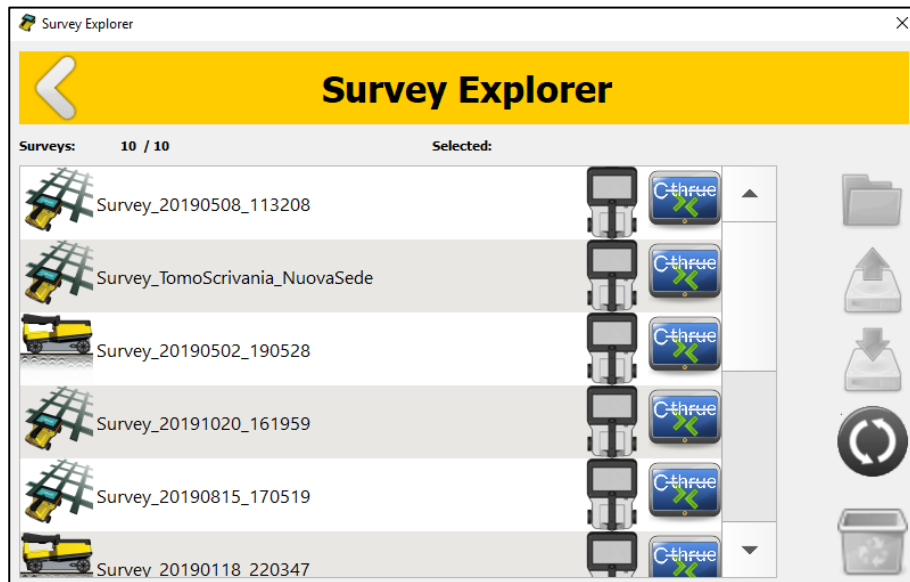 Survey Explorer
Survey Explorer
Surveys: 10 / 10 Selected:
Survey_20190508_113208 C-thrue
Survey_TomoScrivania_NuovaSede C-thrue
Survey_20190502_190528 C-thrue
Survey_20191020_161959 C-thrue
Survey_20190815_170519 C-thrue
Survey_20190118_220347 C-thrue